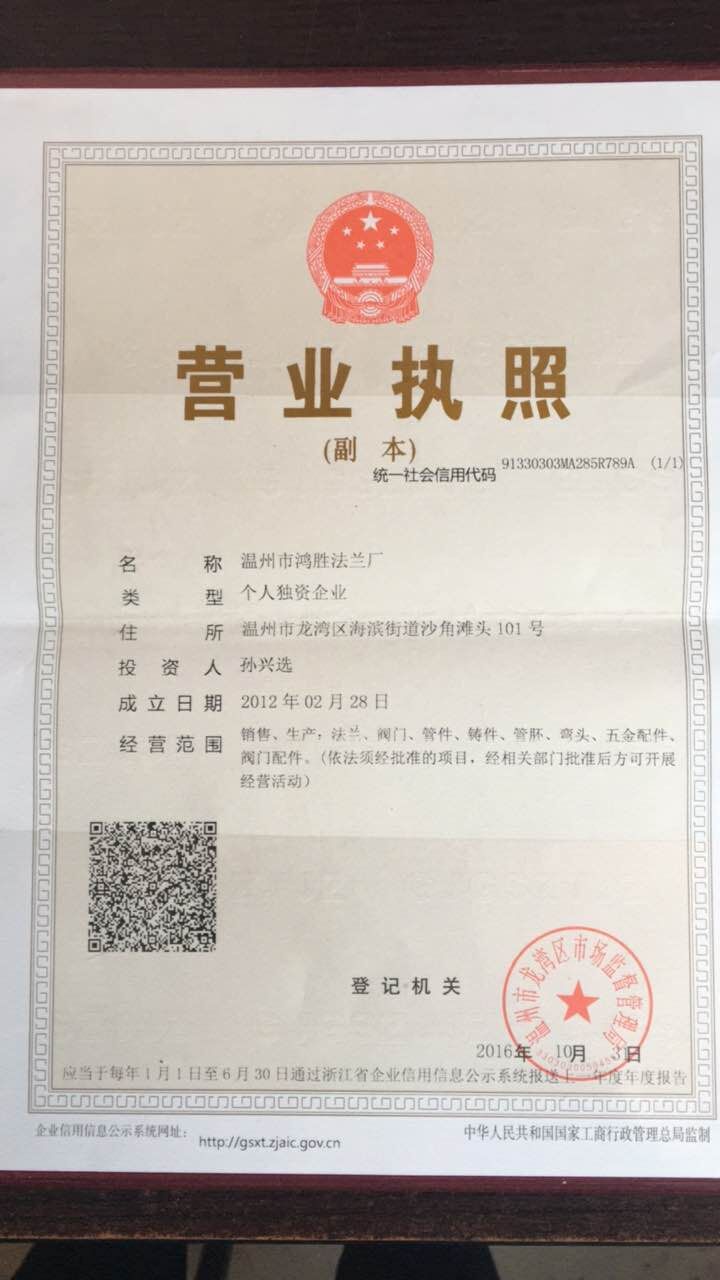 营业执照
(副 本)
统一社会信用代码 91330303MA285R789A (1/1)
名 称 温州市鸿胜法兰厂
类 型 个人独资企业
住 所 温州市龙湾区海滨街道沙角滩头101号
投 资 人 孙兴选
成立日期 2012年02月28日
经营范围 销售、生产：法兰、阀门、管件、铸件、管胚、弯头、五金配件、
阀门配件。(依法须经批准的项目，经相关部门批准后方可开展
经营活动)
登记机关
温州市龙湾区市场监督管理局
2016年 10月 日
应当于每年1月1日至6月30日通过浙江省企业信用信息公示系统报送上一年度年度报告
企业信用信息公示系统网址： http://gsxt.zjaic.gov.cn
中华人民共和国国家工商行政管理总局监制